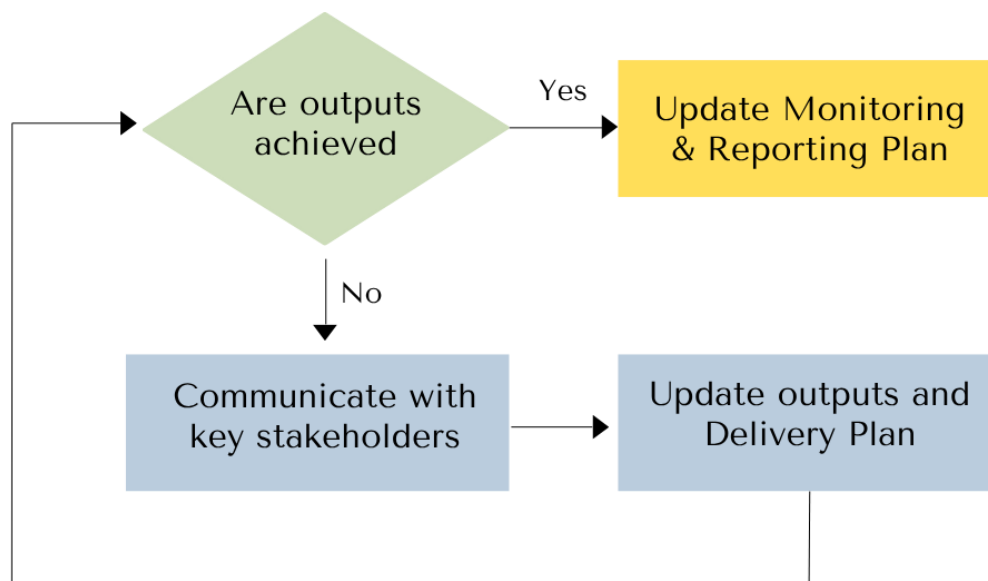 Are outputs
achieved
Yes
Update Monitoring
& Reporting Plan
No
Communicate with
key stakeholders
Update outputs and
Delivery Plan